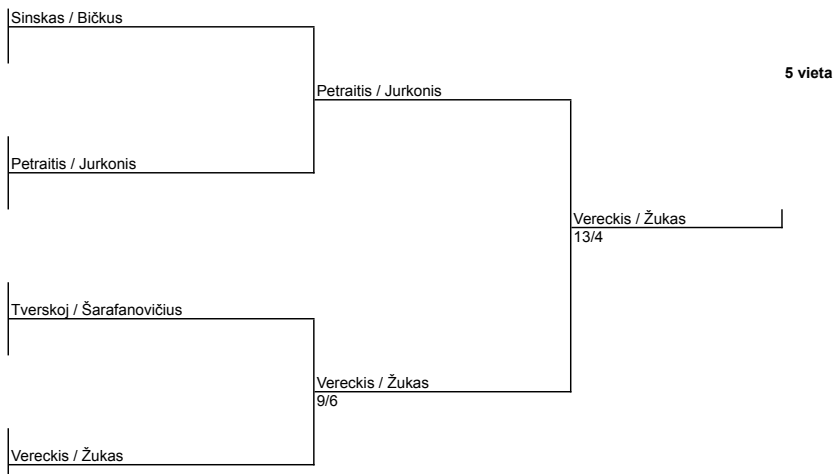 Sinskas / Bičkus
5 vieta
Petraitis / Jurkonis
Petraitis / Jurkonis
Vereckis / Žukas
13/4
Tverskoj / Šarafanovičius
Vereckis / Žukas
9/6
Vereckis / Žukas